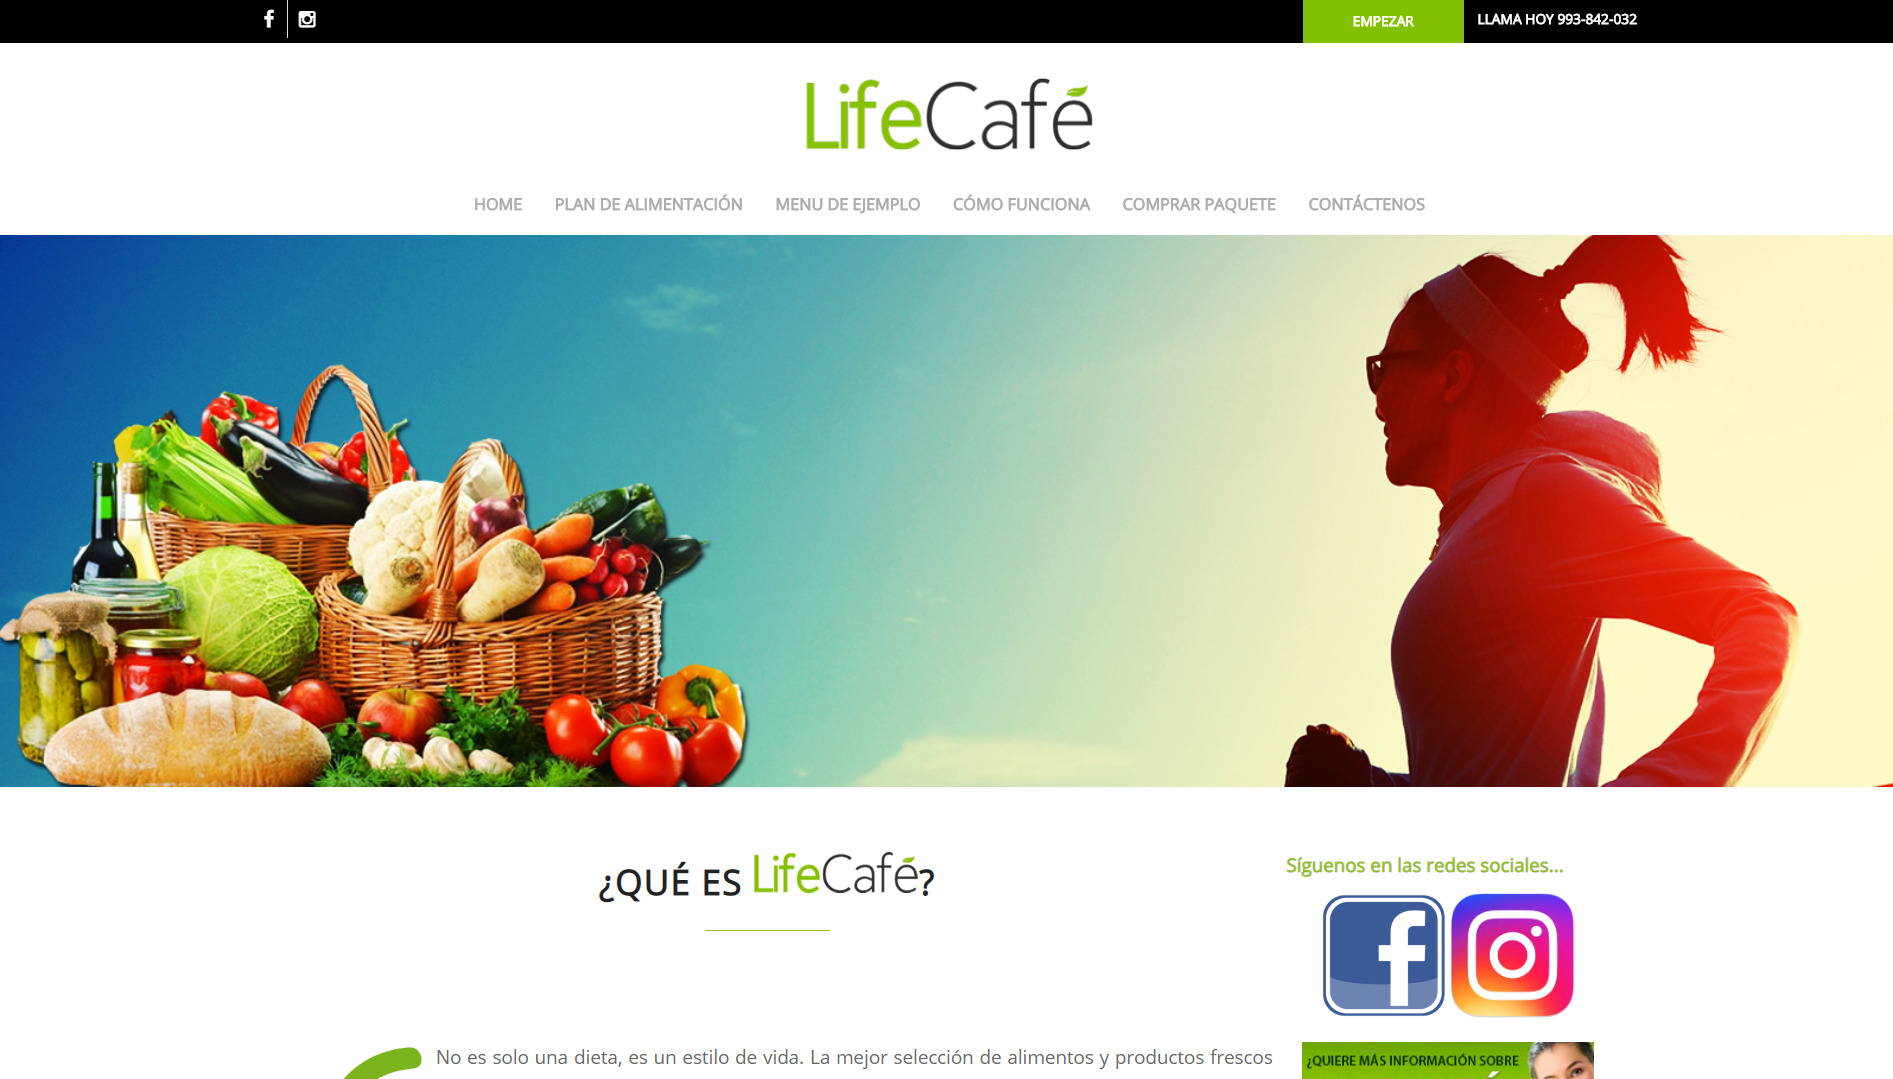 EMPEZAR
LLAMA HOY 993-842-032
LifeCafé
HOME
PLAN DE ALIMENTACIÓN
MENU DE EJEMPLO
CÓMO FUNCIONA
COMPRAR PAQUETE
CONTÁCTENOS
¿QUÉ ES LifeCafé?
Síguenos en las redes sociales...
No es solo una dieta, es un estilo de vida. La mejor selección de alimentos y productos frescos
¿QUIERE MÁS INFORMACIÓN SOBRE